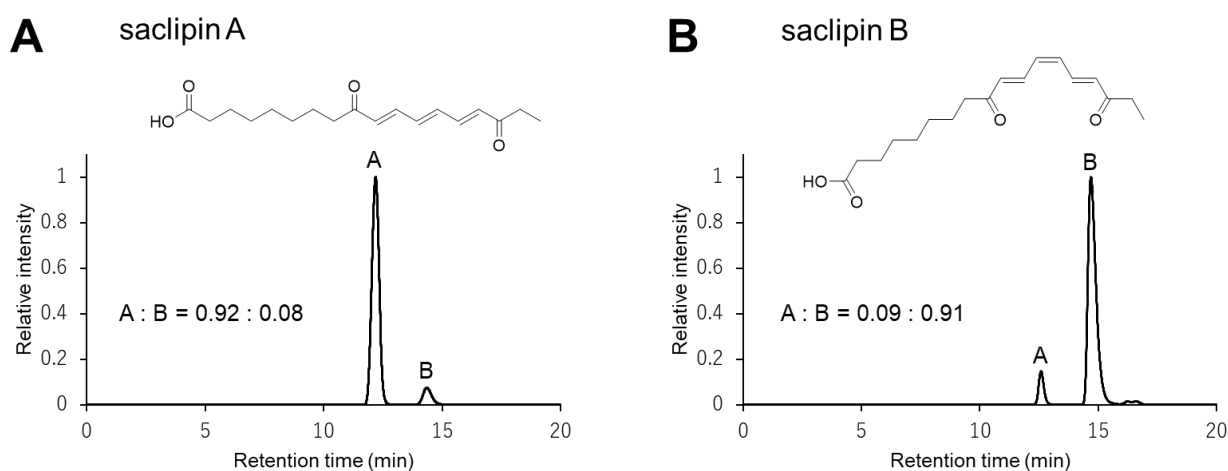 A
saclipin A
O
HO
O
O
A
B
A : B = 0.92 : 0.08
Relative intensity
1
0.8
0.6
0.4
0.2
0
0
5
10
15
20
Retention time (min)
B
saclipin B
O
O
HO
O
B
A
A : B = 0.09 : 0.91
Relative intensity
1
0.8
0.6
0.4
0.2
0
0
5
10
15
20
Retention time (min)